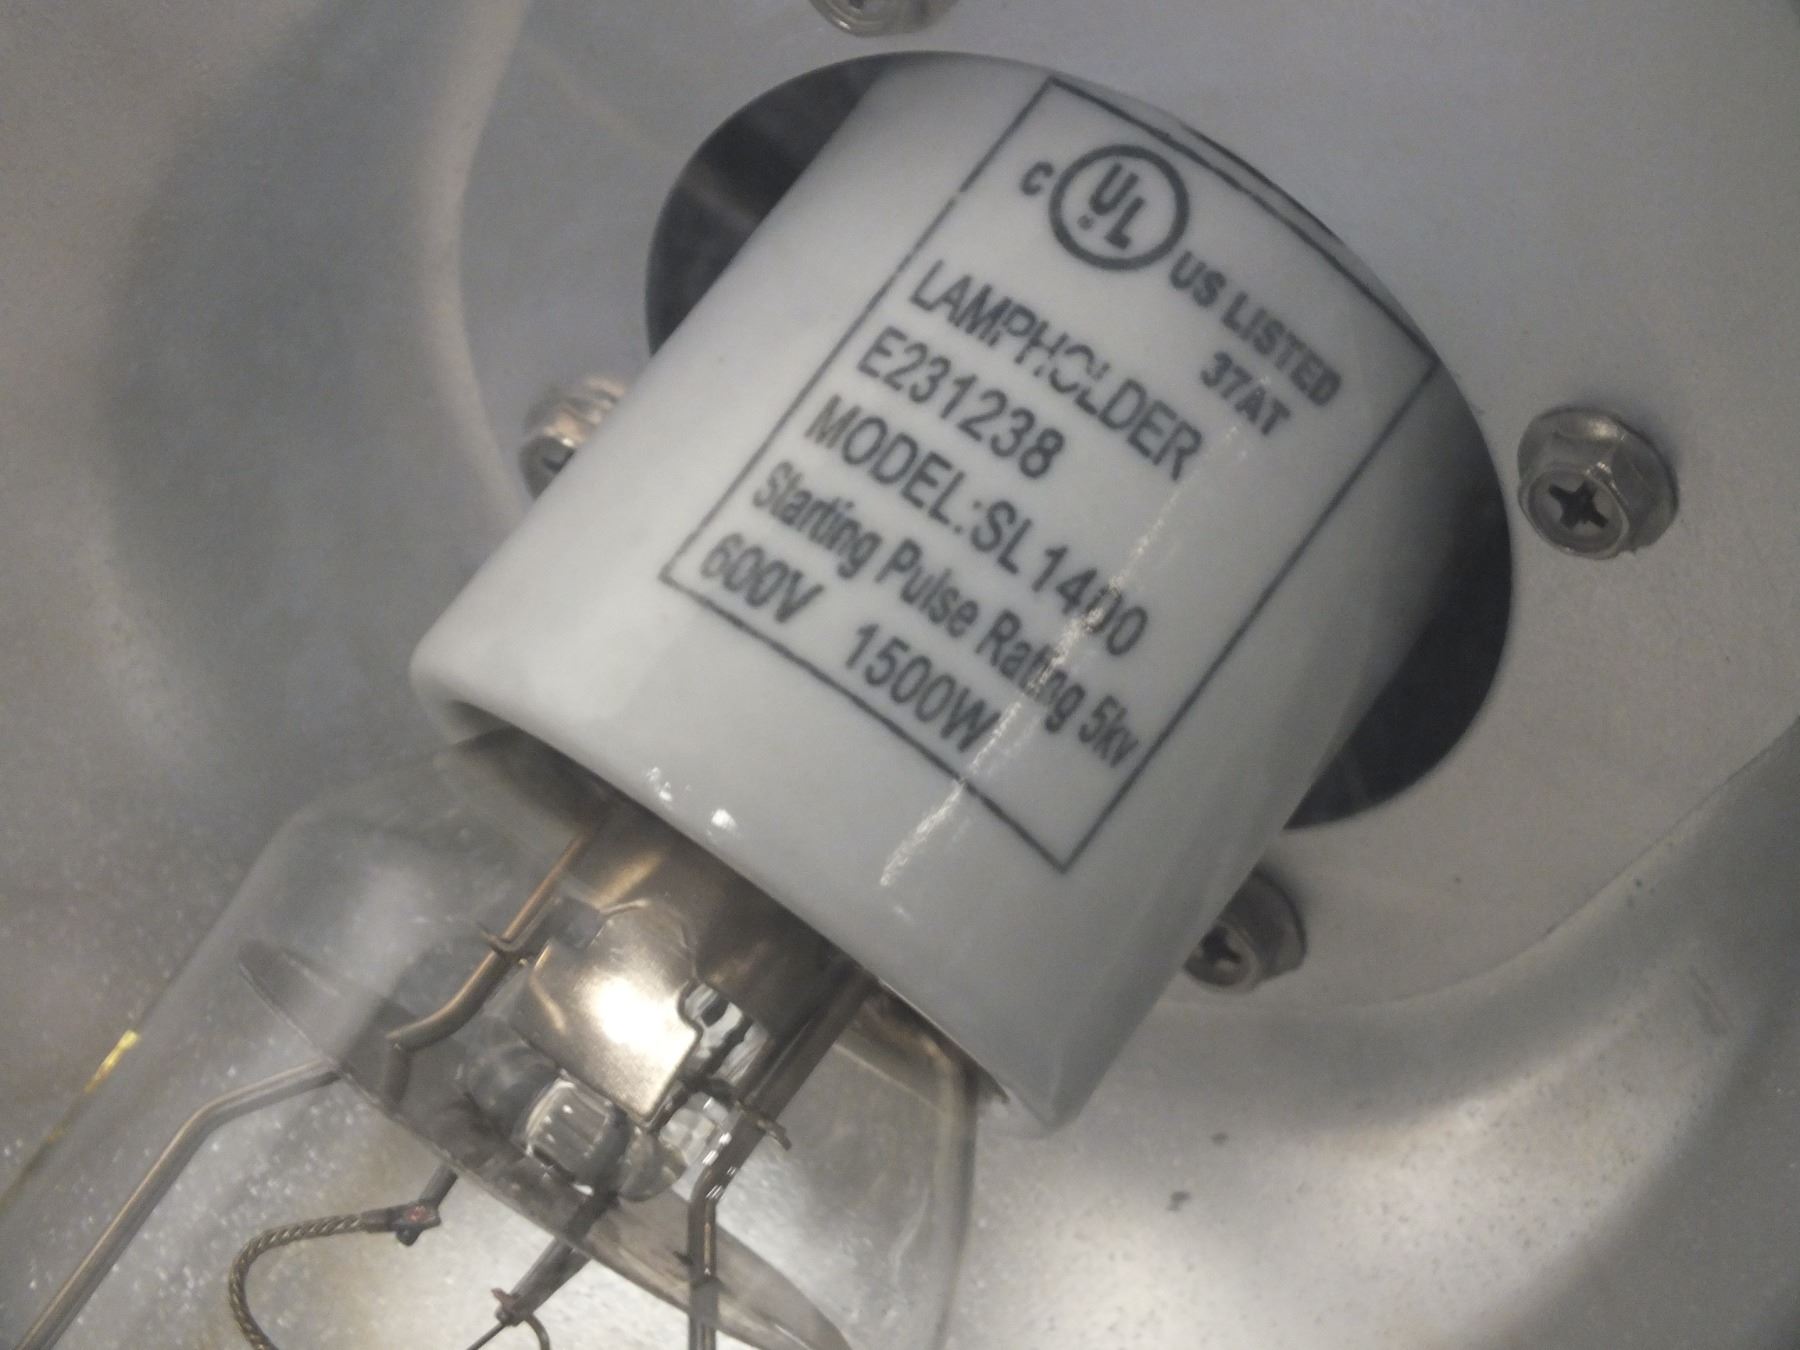 C UL US LISTED
37AT
LAMPHOLDER
E231238
MODEL:SL1400
Starting Pulse Rating 5kv
600V 1500W